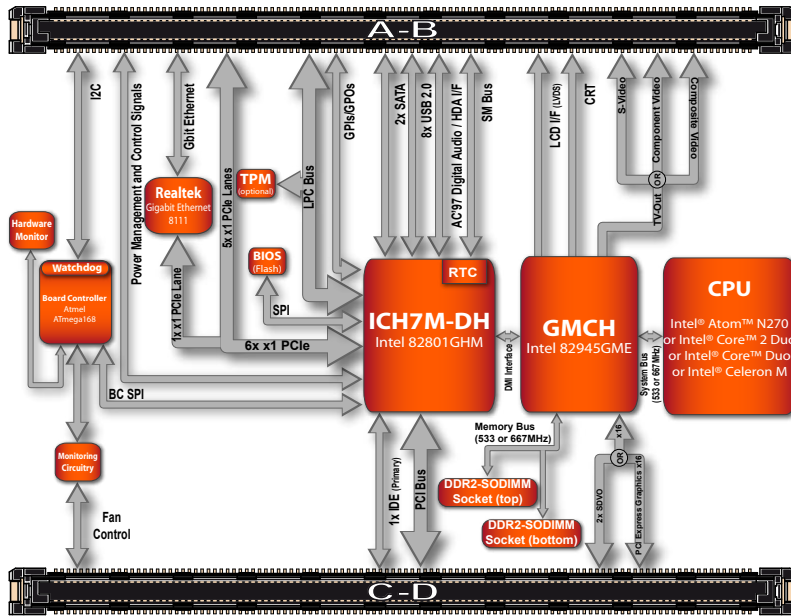 A-B
I2C
Power Management and Control Signals
Gbit Ethernet
5x x1 PCIe Lanes
LPC Bus
GPIs/GPOs
2x SATA
8x USB 2.0
AC'97 Digital Audio / HDA I/F
SM Bus
LCD I/F (LVDS)
CRT
S-Video
Component Video
Composite Video
OR
TV-Out
TPM
(optional)
Realtek
Gigabit Ethernet
8111
Hardware
Monitor
Watchdog
Board Controller
Atmel
ATmega168
BIOS
(Flash)
SPI
1x x1 PCIe Lane
6x x1 PCIe
BC SPI
RTC
ICH7M-DH
Intel 82801GHM
DMI Interface
GMCH
Intel 82945GME
System Bus
(533 or 667MHz)
CPU
Intel® Atom™ N270
or Intel® Core™ 2 Duo
or Intel® Core™ Duo
or Intel® Celeron M
Monitoring
Circuitry
Fan
Control
1x IDE (Primary)
PCI Bus
Memory Bus
(533 or 667MHz)
DDR2-SODIMM
Socket (top)
DDR2-SODIMM
Socket (bottom)
x16
OR
2x SDVO
PCI Express Graphics x16
C-D